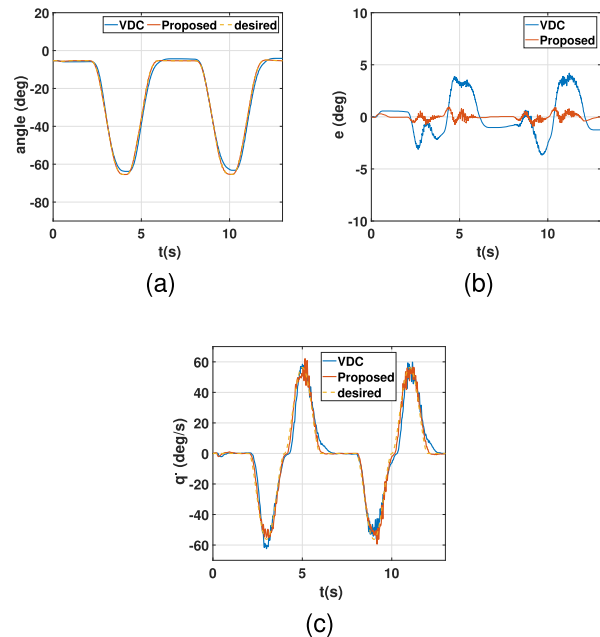 20
0
-20
-40
-60
-80
angle (deg)
VDC Proposed desired
0 5 10
t(s)
(a)
10
5
0
-5
-10
e (deg)
VDC
Proposed
0 5 10
t(s)
(b)
60
40
20
0
-20
-40
-60
q̇ (deg/s)
VDC
Proposed
desired
0 5 10
t(s)
(c)